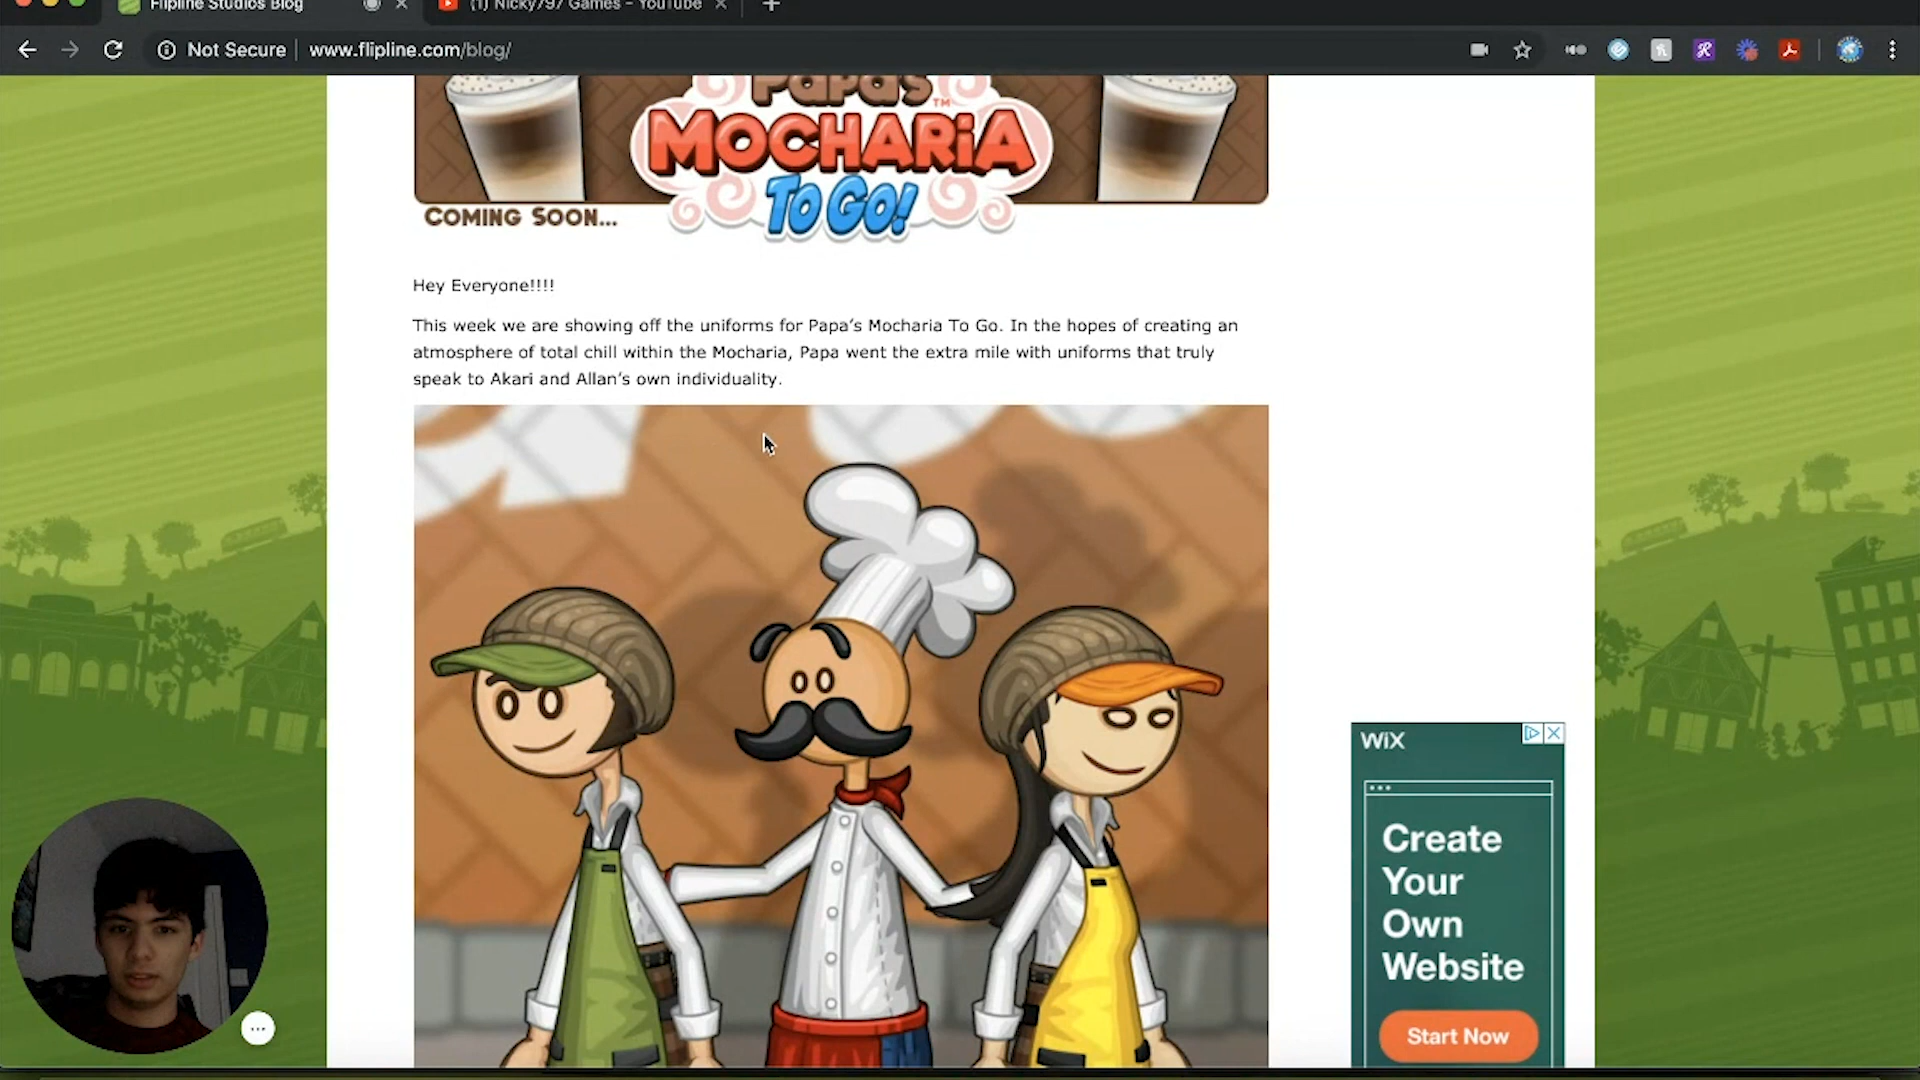 Flipline Studios Blog
(1) Nicky797 Games - YouTube
Not Secure
www.flipline.com/blog/
Papa's
TM
MOCHARiA
To Go!
COMING SOON...
Hey Everyone!!!!
This week we are showing off the uniforms for Papa's Mocharia To Go. In the hopes of creating an
atmosphere of total chill within the Mocharia, Papa went the extra mile with uniforms that truly
speak to Akari and Allan's own individuality.
WiX
Create
Your
Own
Website
Start Now